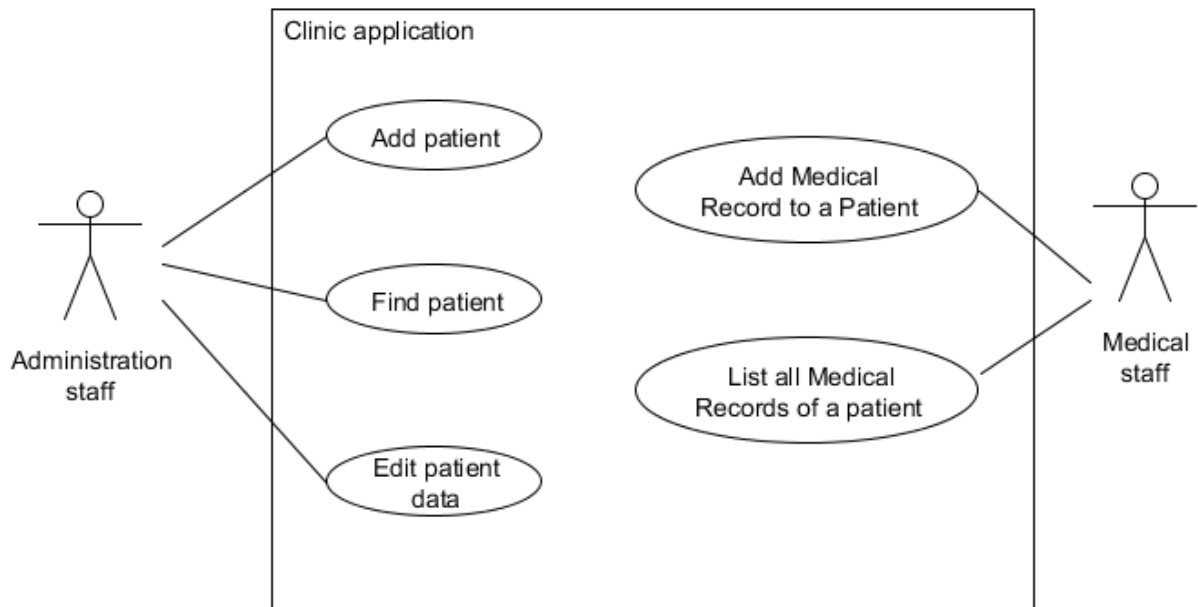 Clinic application
Add patient
Add Medical
Record to a Patient
Find patient
Administration
staff
Medical
staff
List all Medical
Records of a patient
Edit patient
data